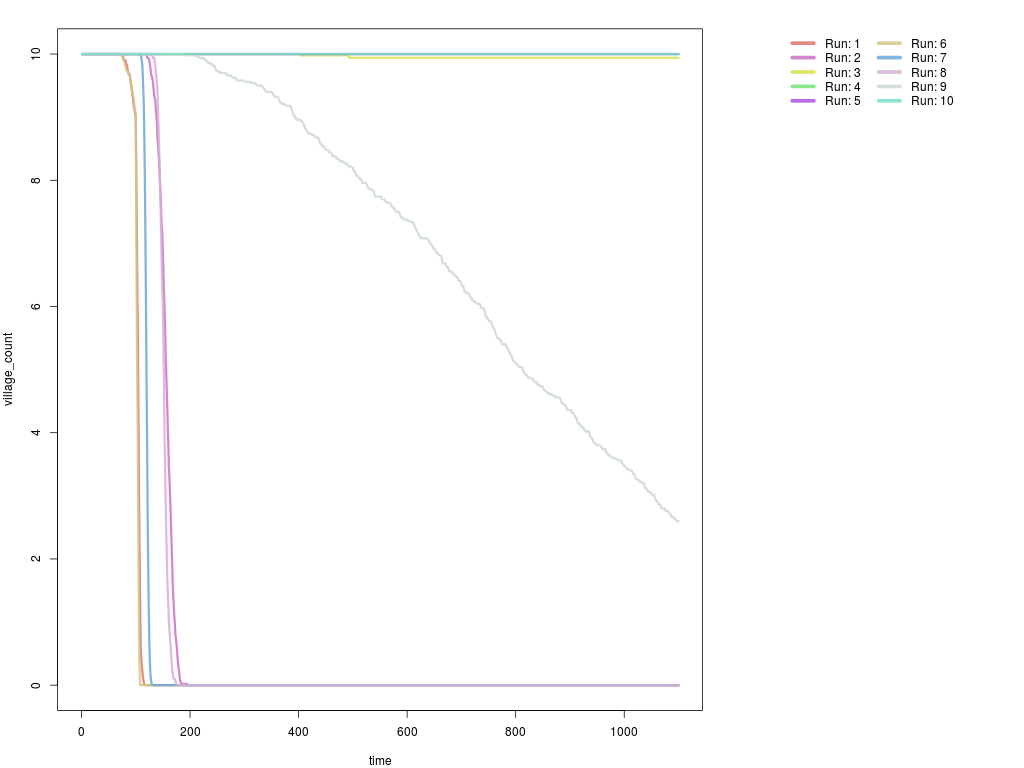 Run: 1
Run: 2
Run: 3
Run: 4
Run: 5
Run: 6
Run: 7
Run: 8
Run: 9
Run: 10
village_count
10
8
6
4
2
0
0 200 400 600 800 1000
time